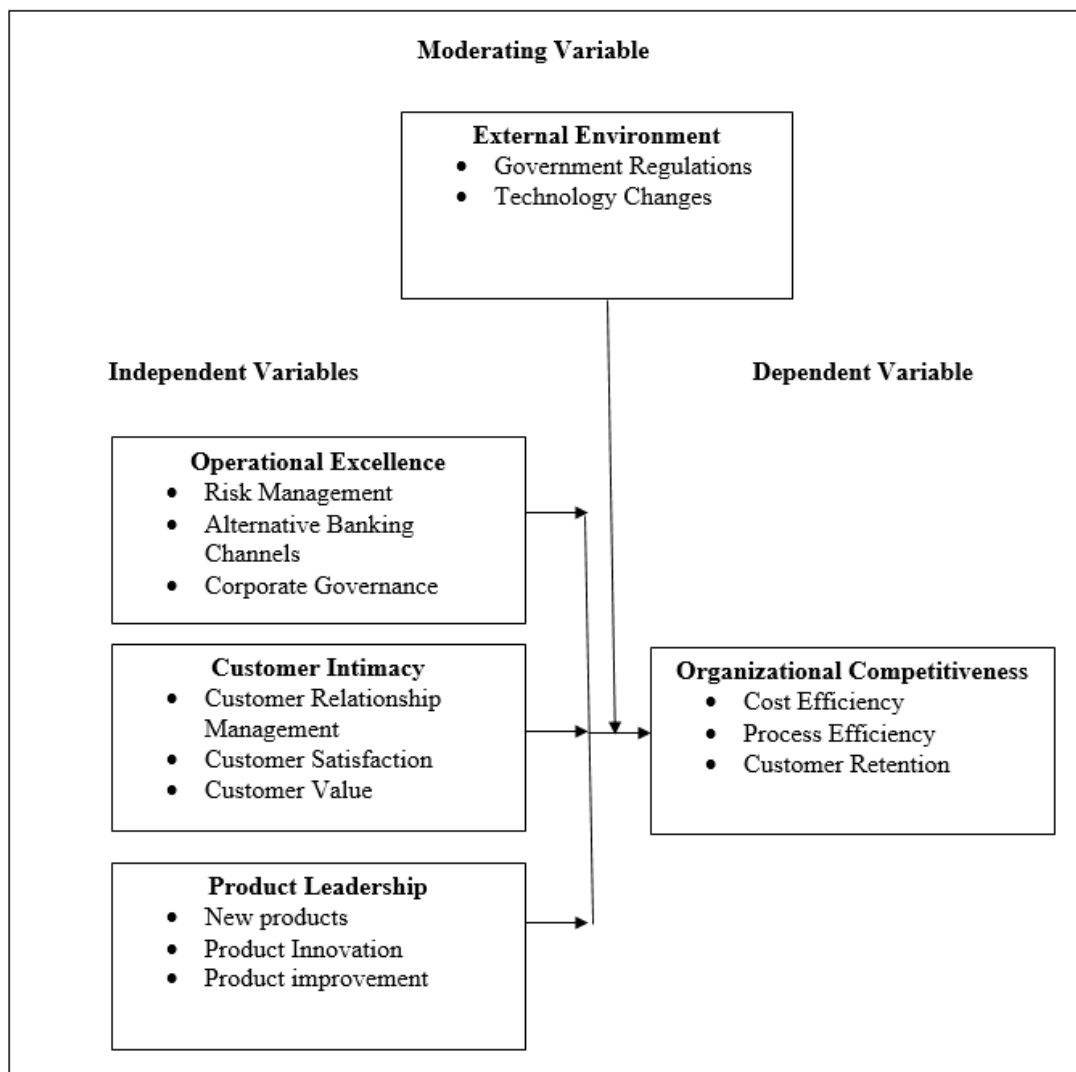 Moderating Variable
External Environment
• Government Regulations
• Technology Changes
Independent Variables
Dependent Variable
Operational Excellence
• Risk Management
• Alternative Banking
Channels
• Corporate Governance
Customer Intimacy
• Customer Relationship
Management
• Customer Satisfaction
• Customer Value
Organizational Competitiveness
• Cost Efficiency
• Process Efficiency
• Customer Retention
Product Leadership
• New products
• Product Innovation
• Product improvement